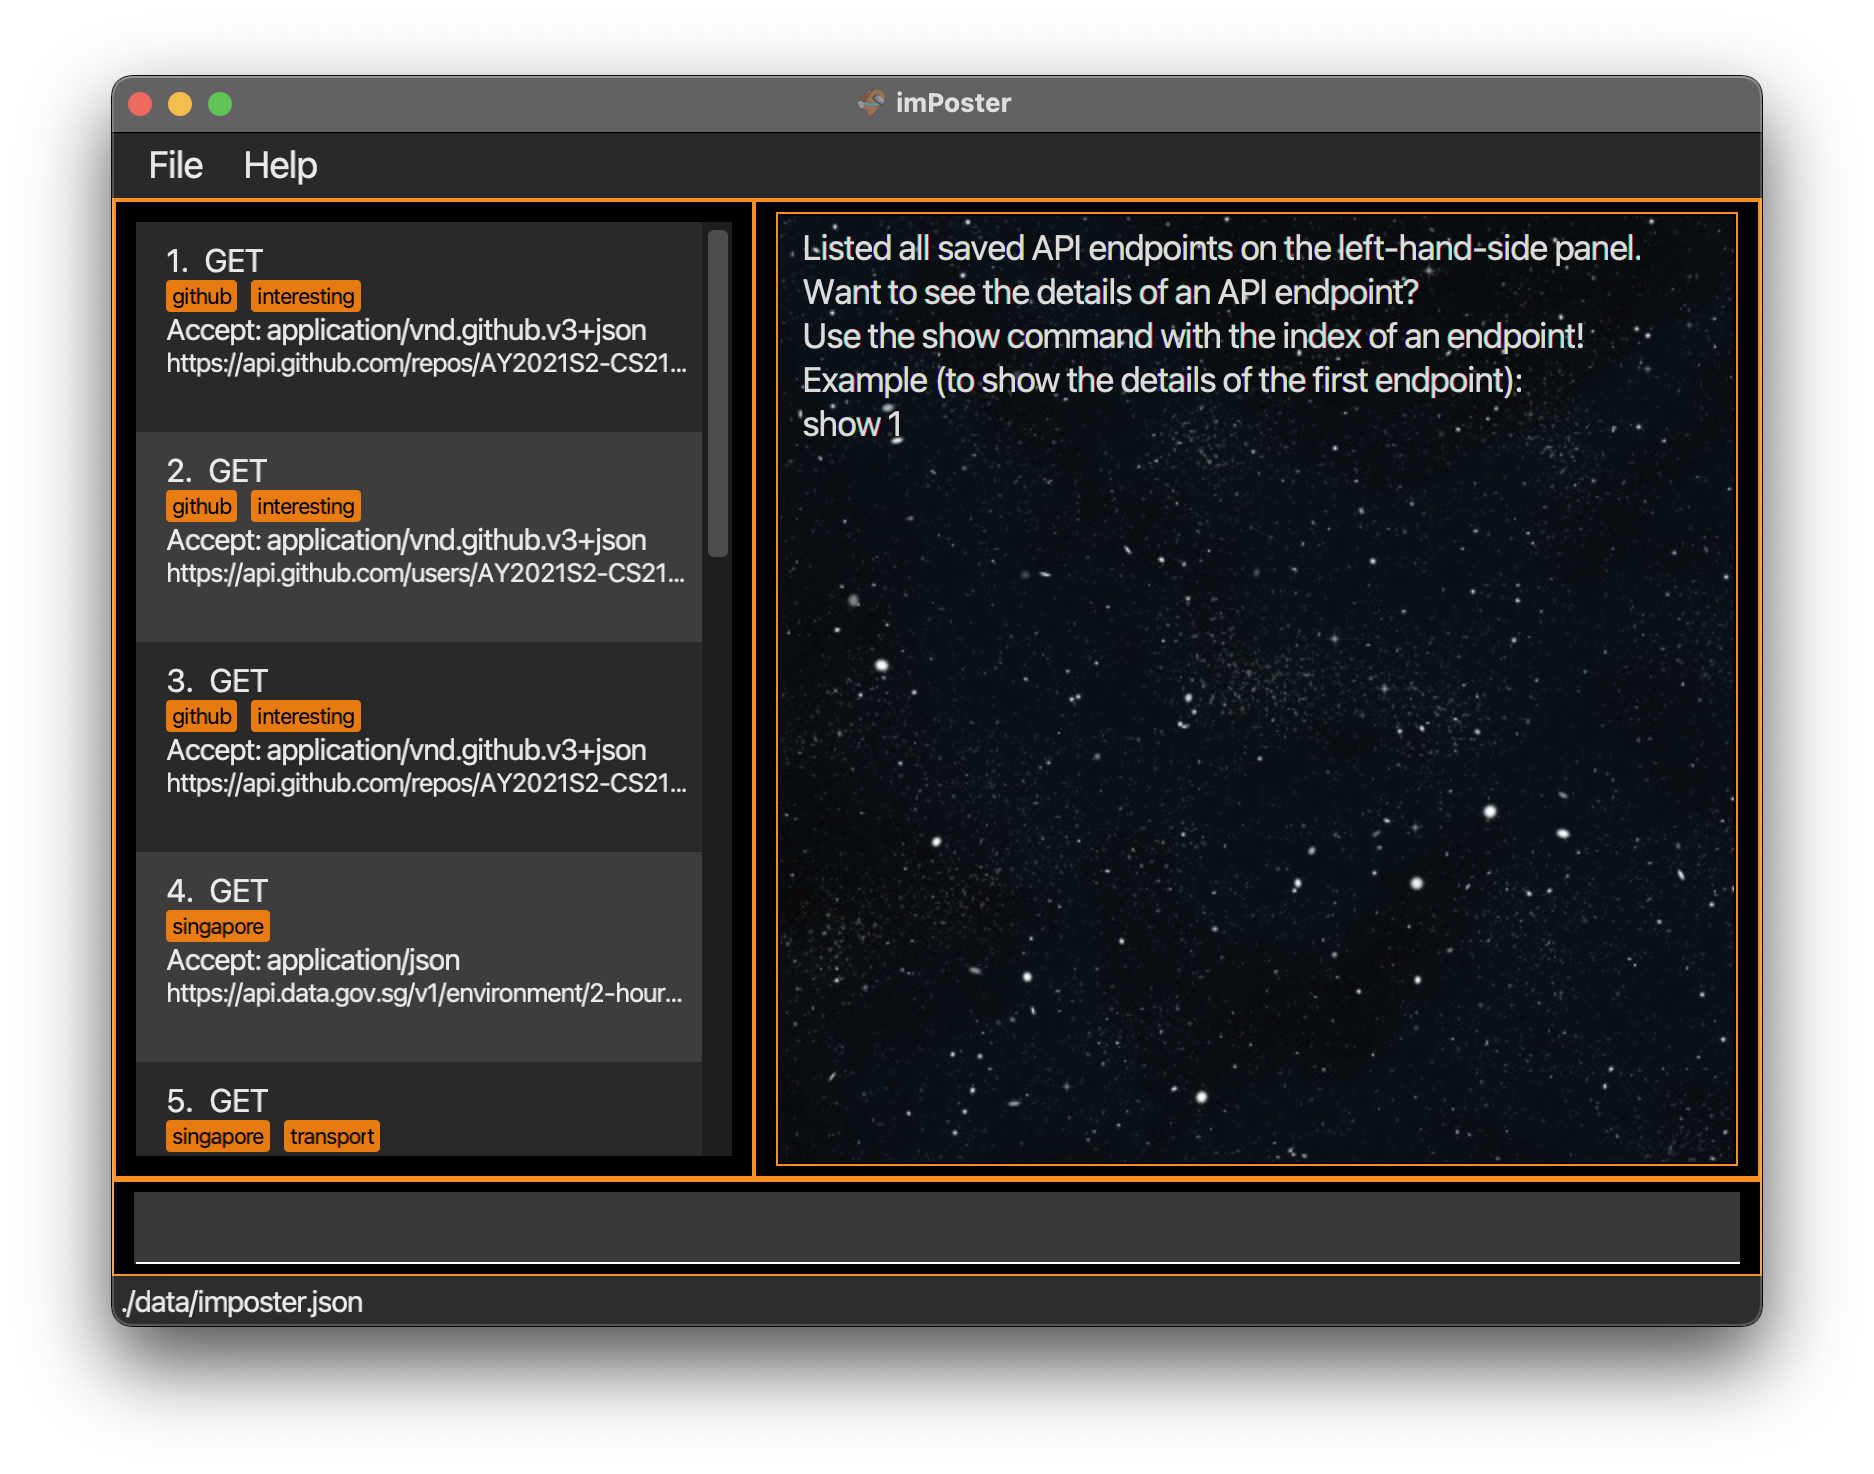 imPoster
File Help
1. GET
github interesting
Accept: application/vnd.github.v3+json
https://api.github.com/repos/AY2021S2-CS21...
2. GET
github interesting
Accept: application/vnd.github.v3+json
https://api.github.com/users/AY2021S2-CS21...
3. GET
github interesting
Accept: application/vnd.github.v3+json
https://api.github.com/repos/AY2021S2-CS21...
4. GET
singapore
Accept: application/json
https://api.data.gov.sg/v1/environment/2-hour...
5. GET
singapore transport
Listed all saved API endpoints on the left-hand-side panel.
Want to see the details of an API endpoint?
Use the show command with the index of an endpoint!
Example (to show the details of the first endpoint):
show 1
./data/imposter.json